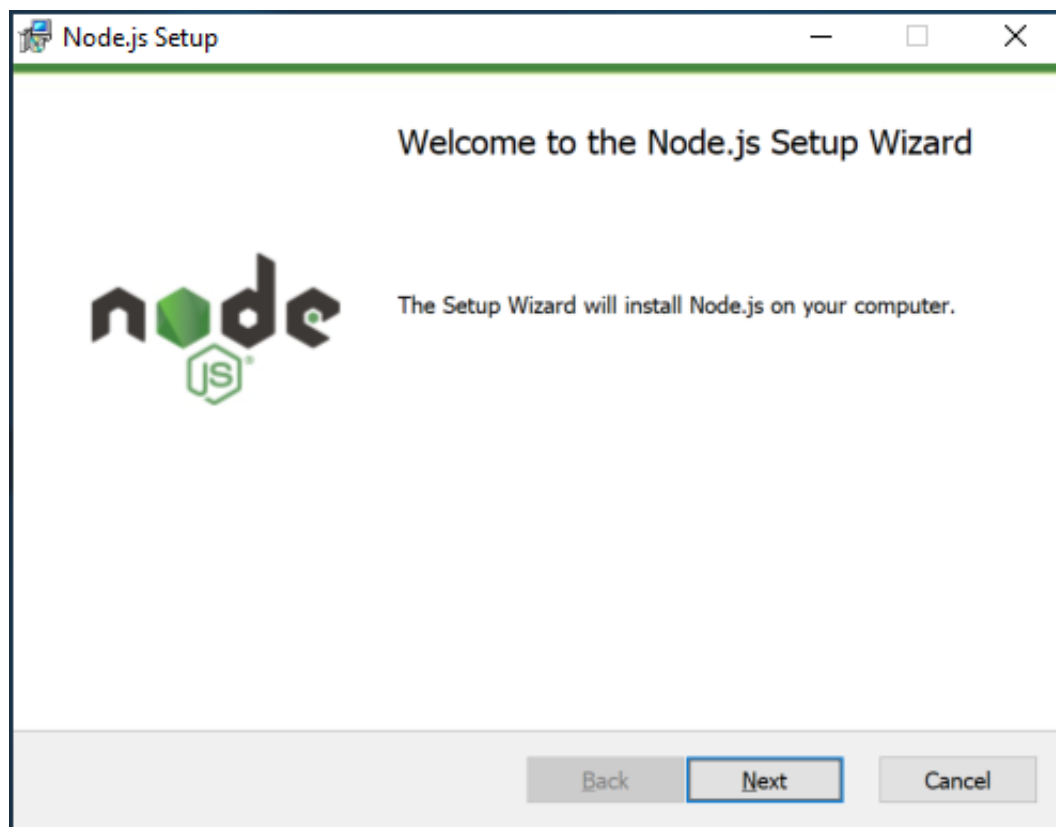 Node.js Setup
Welcome to the Node.js Setup Wizard
node
JS®
The Setup Wizard will install Node.js on your computer.
Back Next Cancel